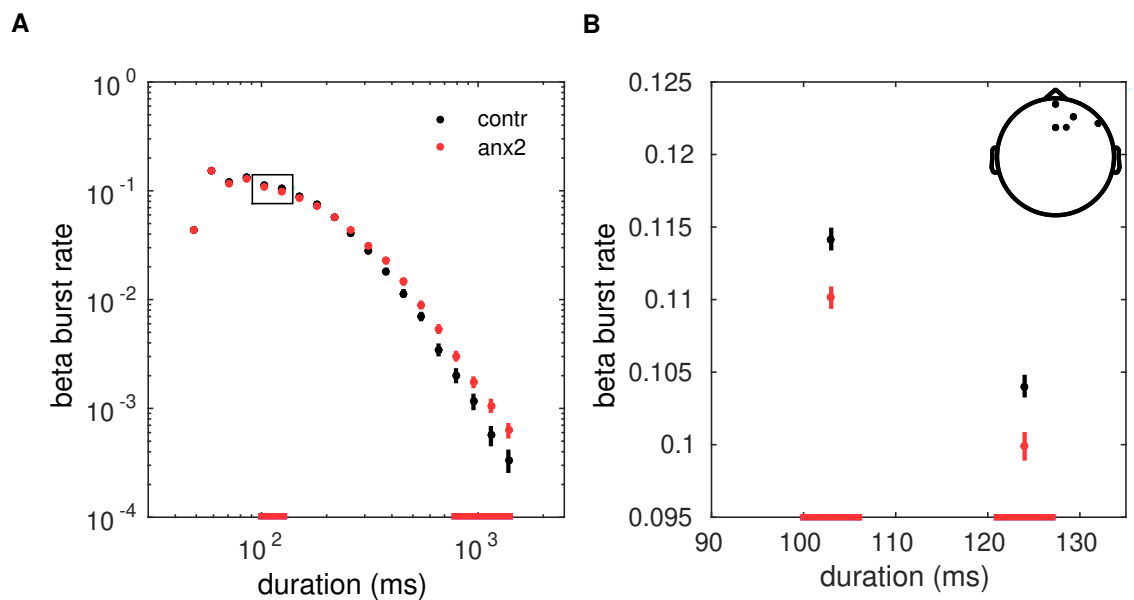 A
B
10^0
10^-1
10^-2
10^-3
10^-4
10^2
10^3
beta burst rate
duration (ms)
contr
anx2
0.125
0.12
0.115
0.11
0.105
0.1
0.095
90
100
110
120
130
beta burst rate
duration (ms)